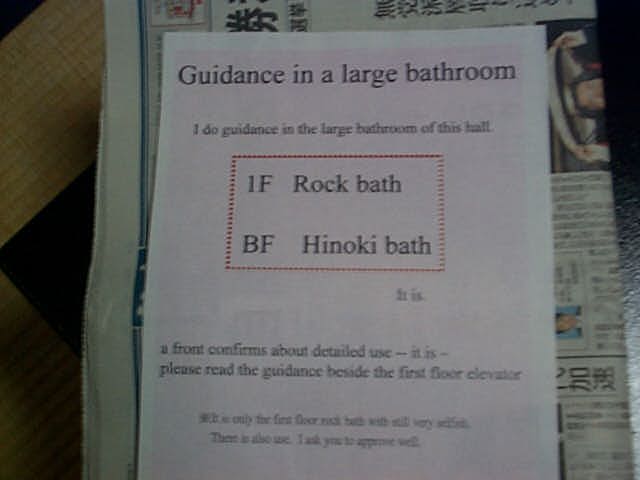 Guidance in a large bathroom
I do guidance in the large bathroom of this hall.
1F Rock bath
BF Hinoki bath
It is.
a front confirms about detailed use -- it is --
please read the guidance beside the first floor elevator
※It is only the first floor rock bath with still very selfish.
There is also use. I ask you to approve well.
加速